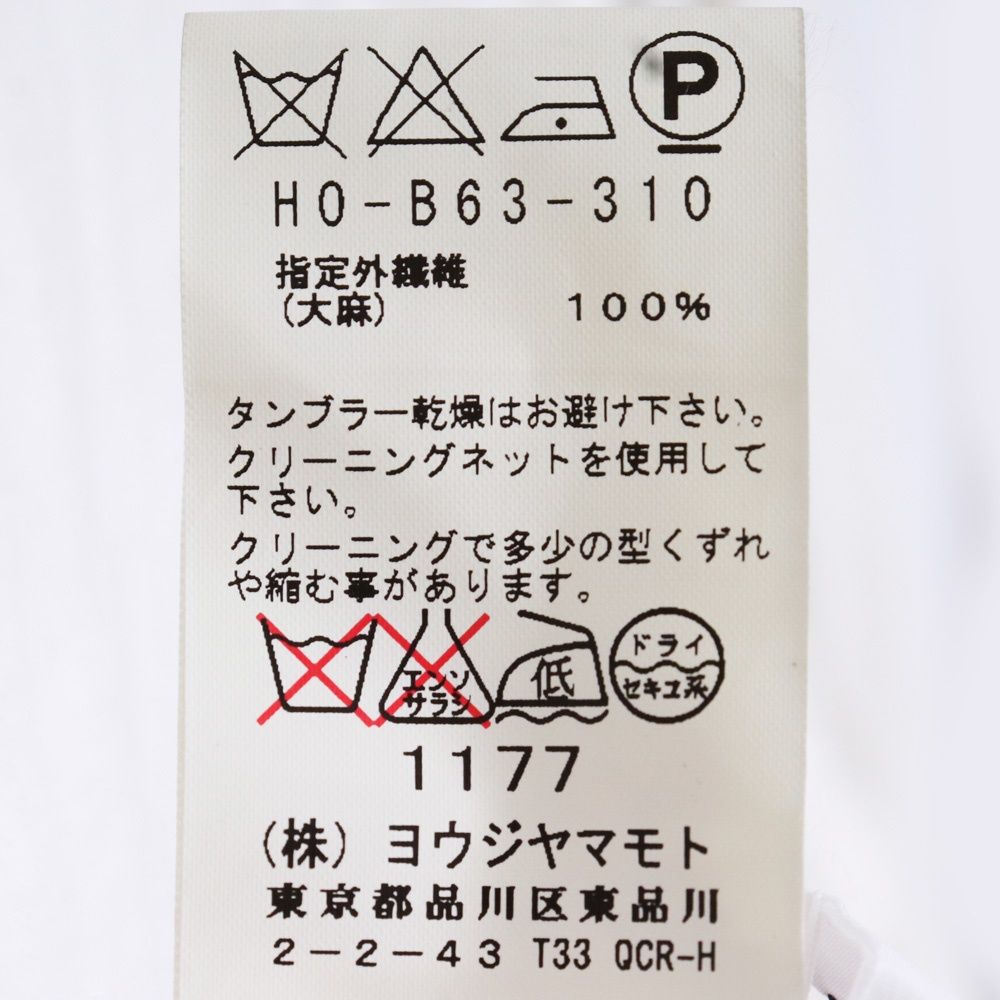 P
HO-B63-310
指定外繊維
(大麻) 100%
タンブラー乾燥はお避け下さい。
クリーニングネットを使用して
下さい。
クリーニングで多少の型くずれ
や縮む事があります。
エンソ
サラシ
低
ドライ
セキユ系
1177
(株) ヨウジヤマモト
東京都品川区東品川
2-2-43 T33 QCR-H